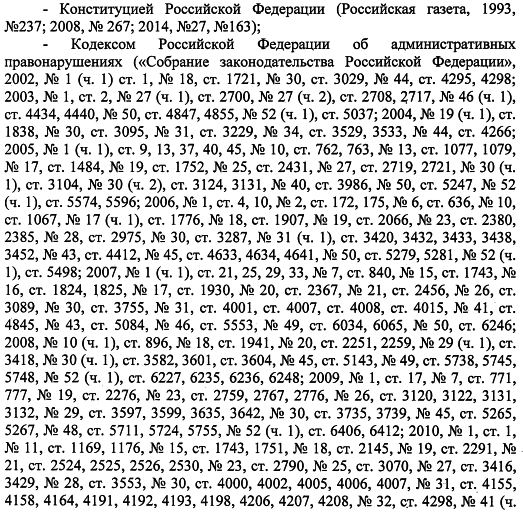 - Конституцией Российской Федерации (Российская газета, 1993,
№237; 2008, № 267; 2014, №27, №163);
- Кодексом Российской Федерации об административных
правонарушениях («Собрание законодательства Российской Федерации»,
2002, № 1 (ч. 1) ст. 1, № 18, ст. 1721, № 30, ст. 3029, № 44, ст. 4295, 4298;
2003, № 1, ст. 2, № 27 (ч. 1), ст. 2700, № 27 (ч. 2), ст. 2708, 2717, № 46 (ч. 1),
ст. 4434, 4440, № 50, ст. 4847, 4855, № 52 (ч. 1), ст. 5037; 2004, № 19 (ч. 1), ст.
1838, № 30, ст. 3095, № 31, ст. 3229, № 34, ст. 3529, 3533, № 44, ст. 4266;
2005, № 1 (ч. 1), ст. 9, 13, 37, 40, 45, № 10, ст. 762, 763, № 13, ст. 1077, 1079,
№ 17, ст. 1484, № 19, ст. 1752, № 25, ст. 2431, № 27, ст. 2719, 2721, № 30 (ч.
1), ст. 3104, № 30 (ч. 2), ст. 3124, 3131, № 40, ст. 3986, № 50, ст. 5247, № 52
(ч. 1), ст. 5574, 5596; 2006, № 1, ст. 4, 10, № 2, ст. 172, 175, № 6, ст. 636, № 10,
ст. 1067, № 17 (ч. 1), ст. 1776, № 18, ст. 1907, № 19, ст. 2066, № 23, ст. 2380,
2385, № 28, ст. 2975, № 30, ст. 3287, № 31 (ч. 1), ст. 3420, 3432, 3433, 3438,
3452, № 43, ст. 4412, № 45, ст. 4633, 4634, 4641, № 50, ст. 5279, 5281, № 52 (ч.
1), ст. 5498; 2007, № 1 (ч. 1), ст. 21, 25, 29, 33, № 7, ст. 840, № 15, ст. 1743, №
16, ст. 1824, 1825, № 17, ст. 1930, № 20, ст. 2367, № 21, ст. 2456, № 26, ст.
3089, № 30, ст. 3755, № 31, ст. 4001, ст. 4007, ст. 4008, ст. 4015, № 41, ст.
4845, № 43, ст. 5084, № 46, ст. 5553, № 49, ст. 6034, 6065, № 50, ст. 6246;
2008, № 10 (ч. 1), ст. 896, № 18, ст. 1941, № 20, ст. 2251, 2259, № 29 (ч. 1), ст.
3418, № 30 (ч. 1), ст. 3582, 3601, ст. 3604, № 45, ст. 5143, № 49, ст. 5738, 5745,
5748, № 52 (ч. 1), ст. 6227, 6235, 6236, 6248; 2009, № 1, ст. 17, № 7, ст. 771,
777, № 19, ст. 2276, № 23, ст. 2759, 2767, 2776, № 26, ст. 3120, 3122, 3131,
3132, № 29, ст. 3597, 3599, 3635, 3642, № 30, ст. 3735, 3739, № 45, ст. 5265,
5267, № 48, ст. 5711, 5724, 5755, № 52 (ч. 1), ст. 6406, 6412; 2010, № 1, ст. 1,
№ 11, ст. 1169, 1176, № 15, ст. 1743, 1751, № 18, ст. 2145, № 19, ст. 2291, №
21, ст. 2524, 2525, 2526, 2530, № 23, ст. 2790, № 25, ст. 3070, № 27, ст. 3416,
3429, № 28, ст. 3553, № 30, ст. 4000, 4002, 4005, 4006, 4007, № 31, ст. 4155,
4158, 4164, 4191, 4192, 4193, 4198, 4206, 4207, 4208, № 32, ст. 4298, № 41 (ч.